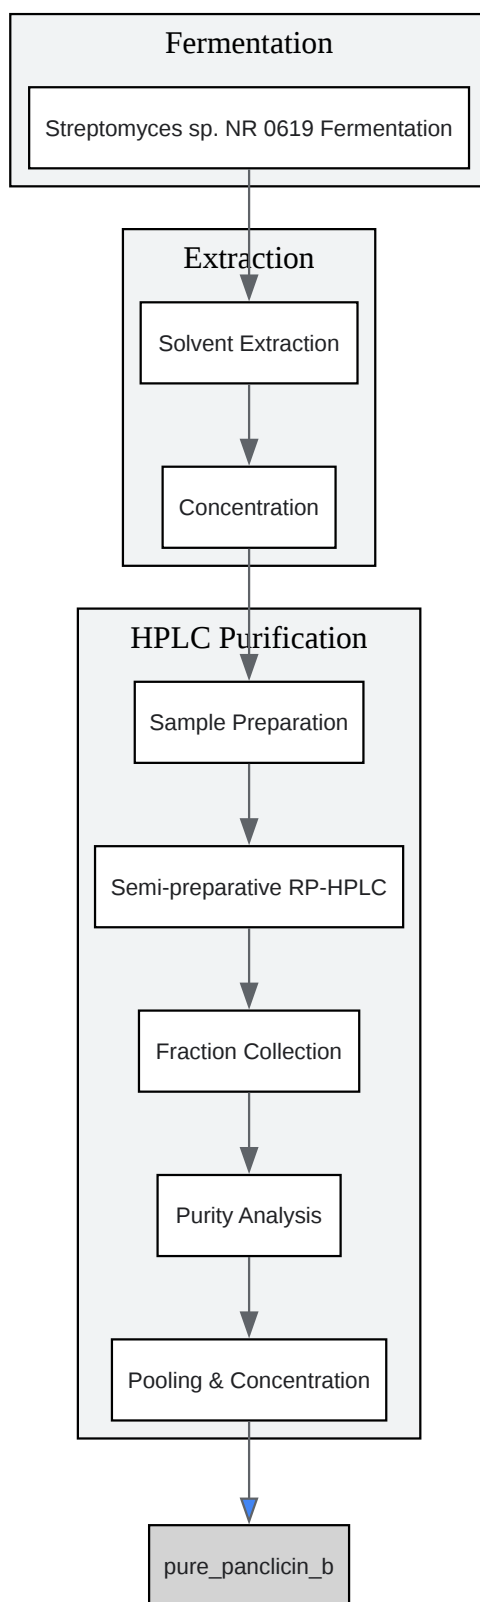 Fermentation
Streptomyces sp. NR 0619 Fermentation
Extraction
Solvent Extraction
Concentration
HPLC Purification
Sample Preparation
Semi-preparative RP-HPLC
Fraction Collection
Purity Analysis
Pooling & Concentration
pure_panclicin_b